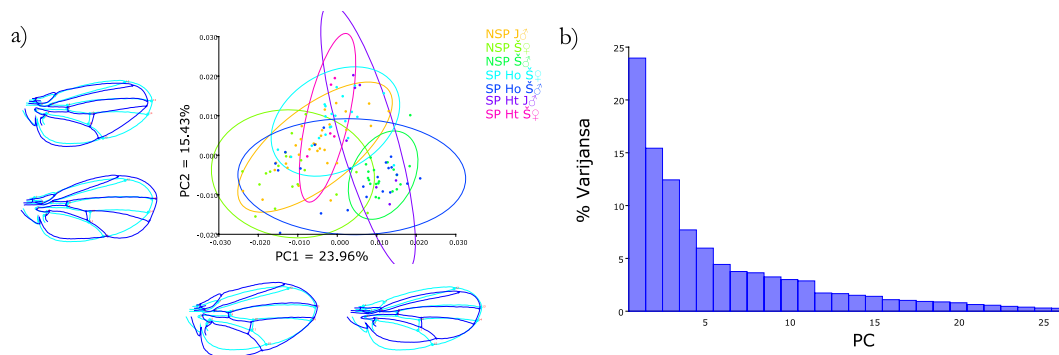 a)
NSP J♂
NSP Š♀
NSP Š♂
SP Ho Š♀
SP Ho Š♂
SP Ht J♂
SP Ht Š♀
0.030
0.020
0.010
0.000
-0.010
-0.020
PC2 = 15.43%
-0.030
-0.020
-0.010
0.000
0.010
0.020
0.030
PC1 = 23.96%
b)
25
20
15
10
5
0
% Varijansa
5
10
15
20
25
PC